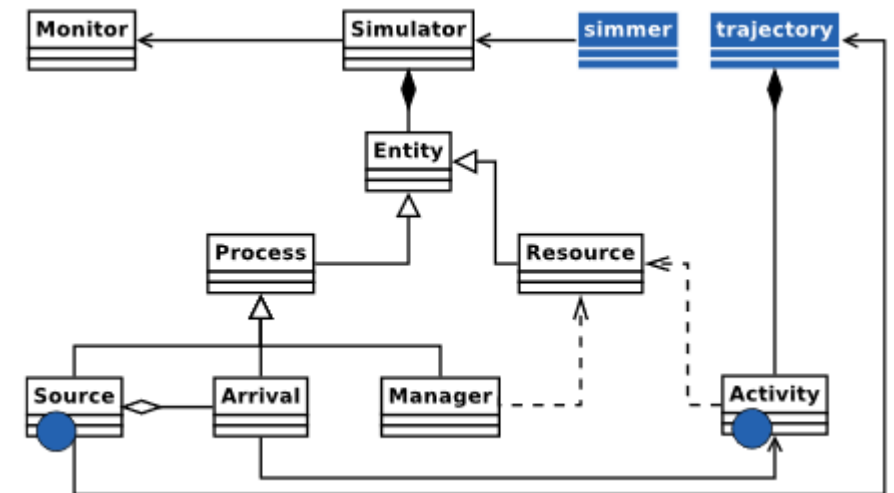 Monitor
Simulator
simmer
trajectory
Entity
Process
Resource
Source
Arrival
Manager
Activity